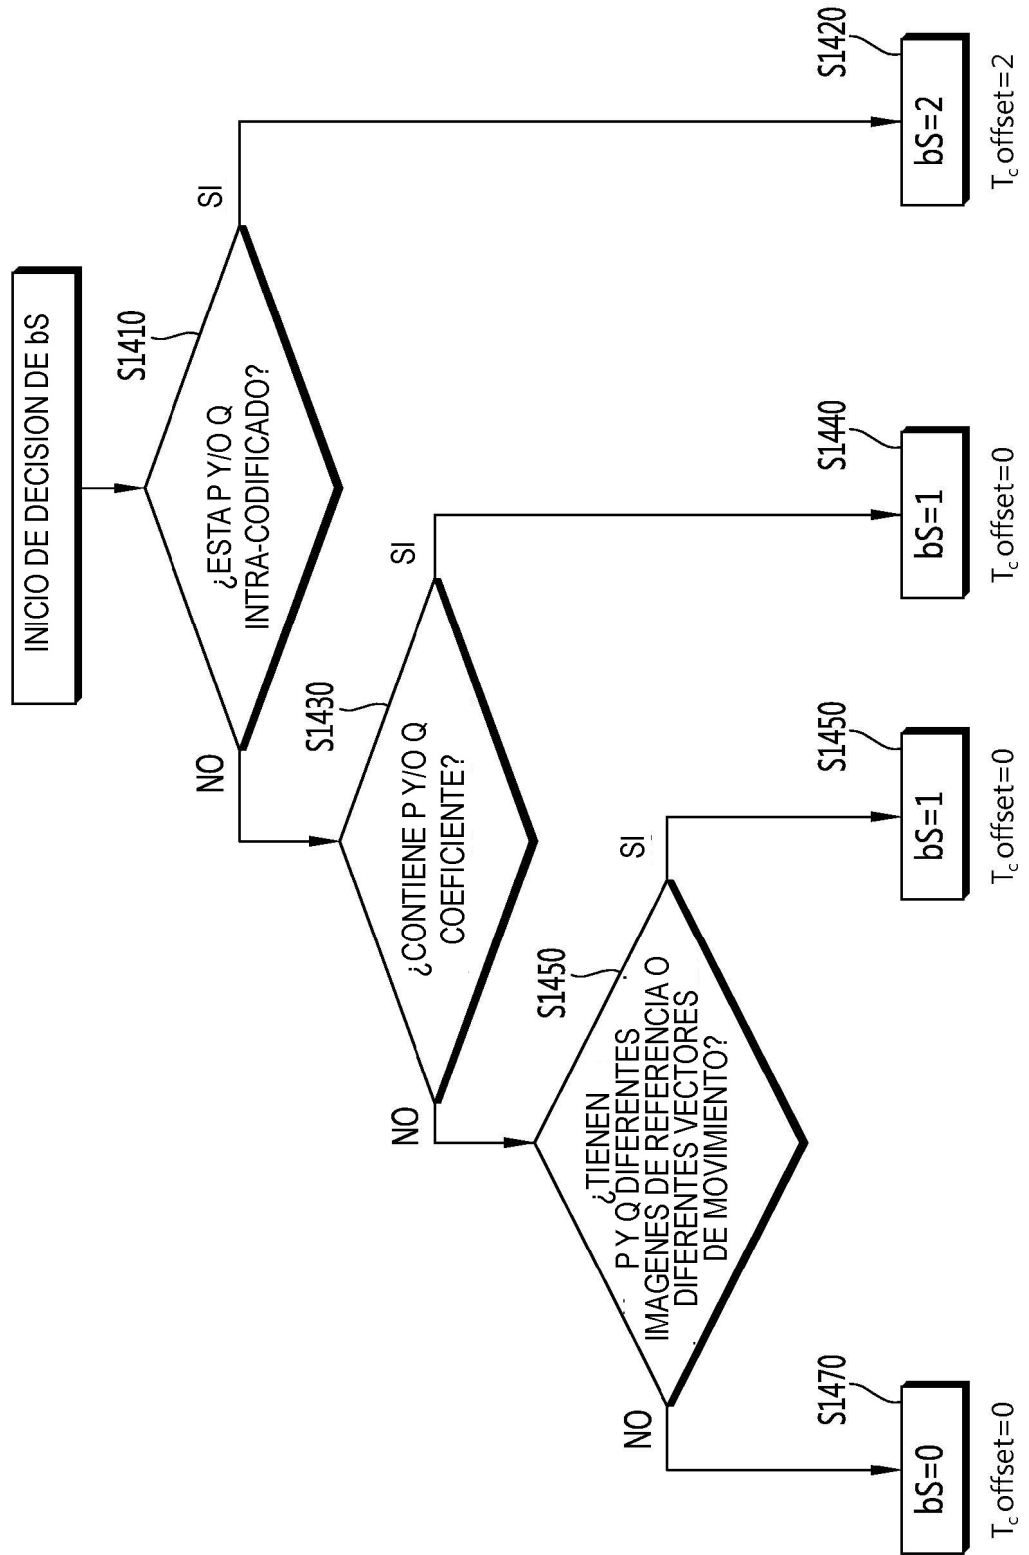 INICIO DE DECISION DE bS
S1410
¿ESTA P Y/O Q
INTRA-CODIFICADO?
NO
SI
S1430
¿CONTIENE P Y/O Q
COEFICIENTE?
NO
SI
S1450
¿TIENEN
P Y Q DIFERENTES
IMAGENES DE REFERENCIA O
DIFERENTES VECTORES
DE MOVIMIENTO?
NO
SI
S1470
bS=0
Tc offset=0
S1450
bS=1
Tc offset=0
S1440
bS=1
Tc offset=0
S1420
bS=2
Tc offset=2